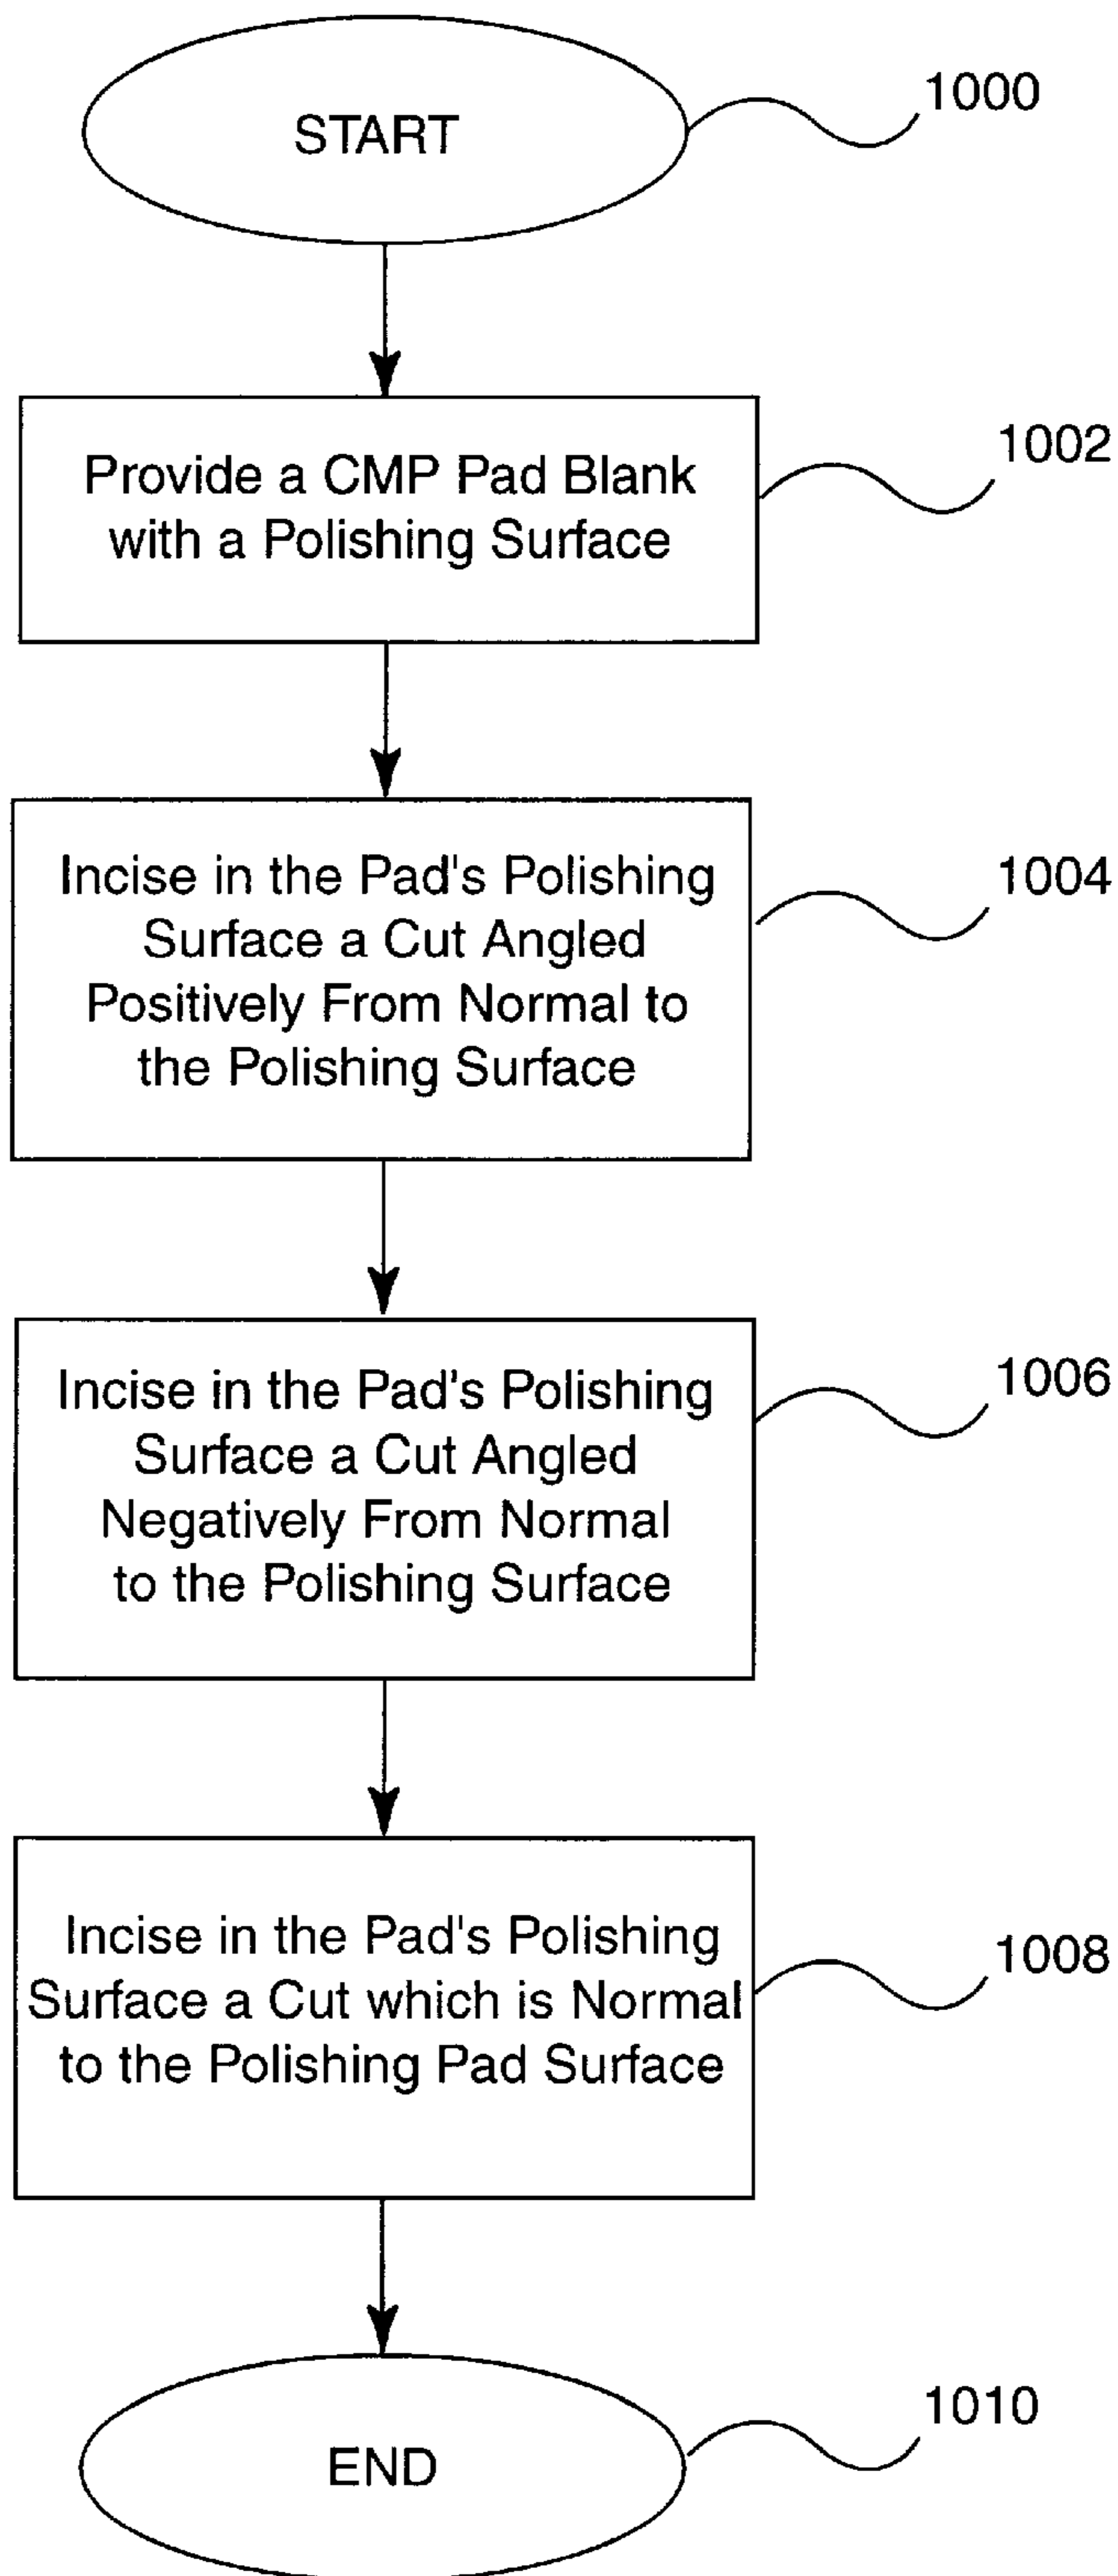 START
1000
Provide a CMP Pad Blank
with a Polishing Surface
1002
Incise in the Pad's Polishing
Surface a Cut Angled
Positively From Normal to
the Polishing Surface
1004
Incise in the Pad's Polishing
Surface a Cut Angled
Negatively From Normal
to the Polishing Surface
1006
Incise in the Pad's Polishing
Surface a Cut which is Normal
to the Polishing Pad Surface
1008
END
1010